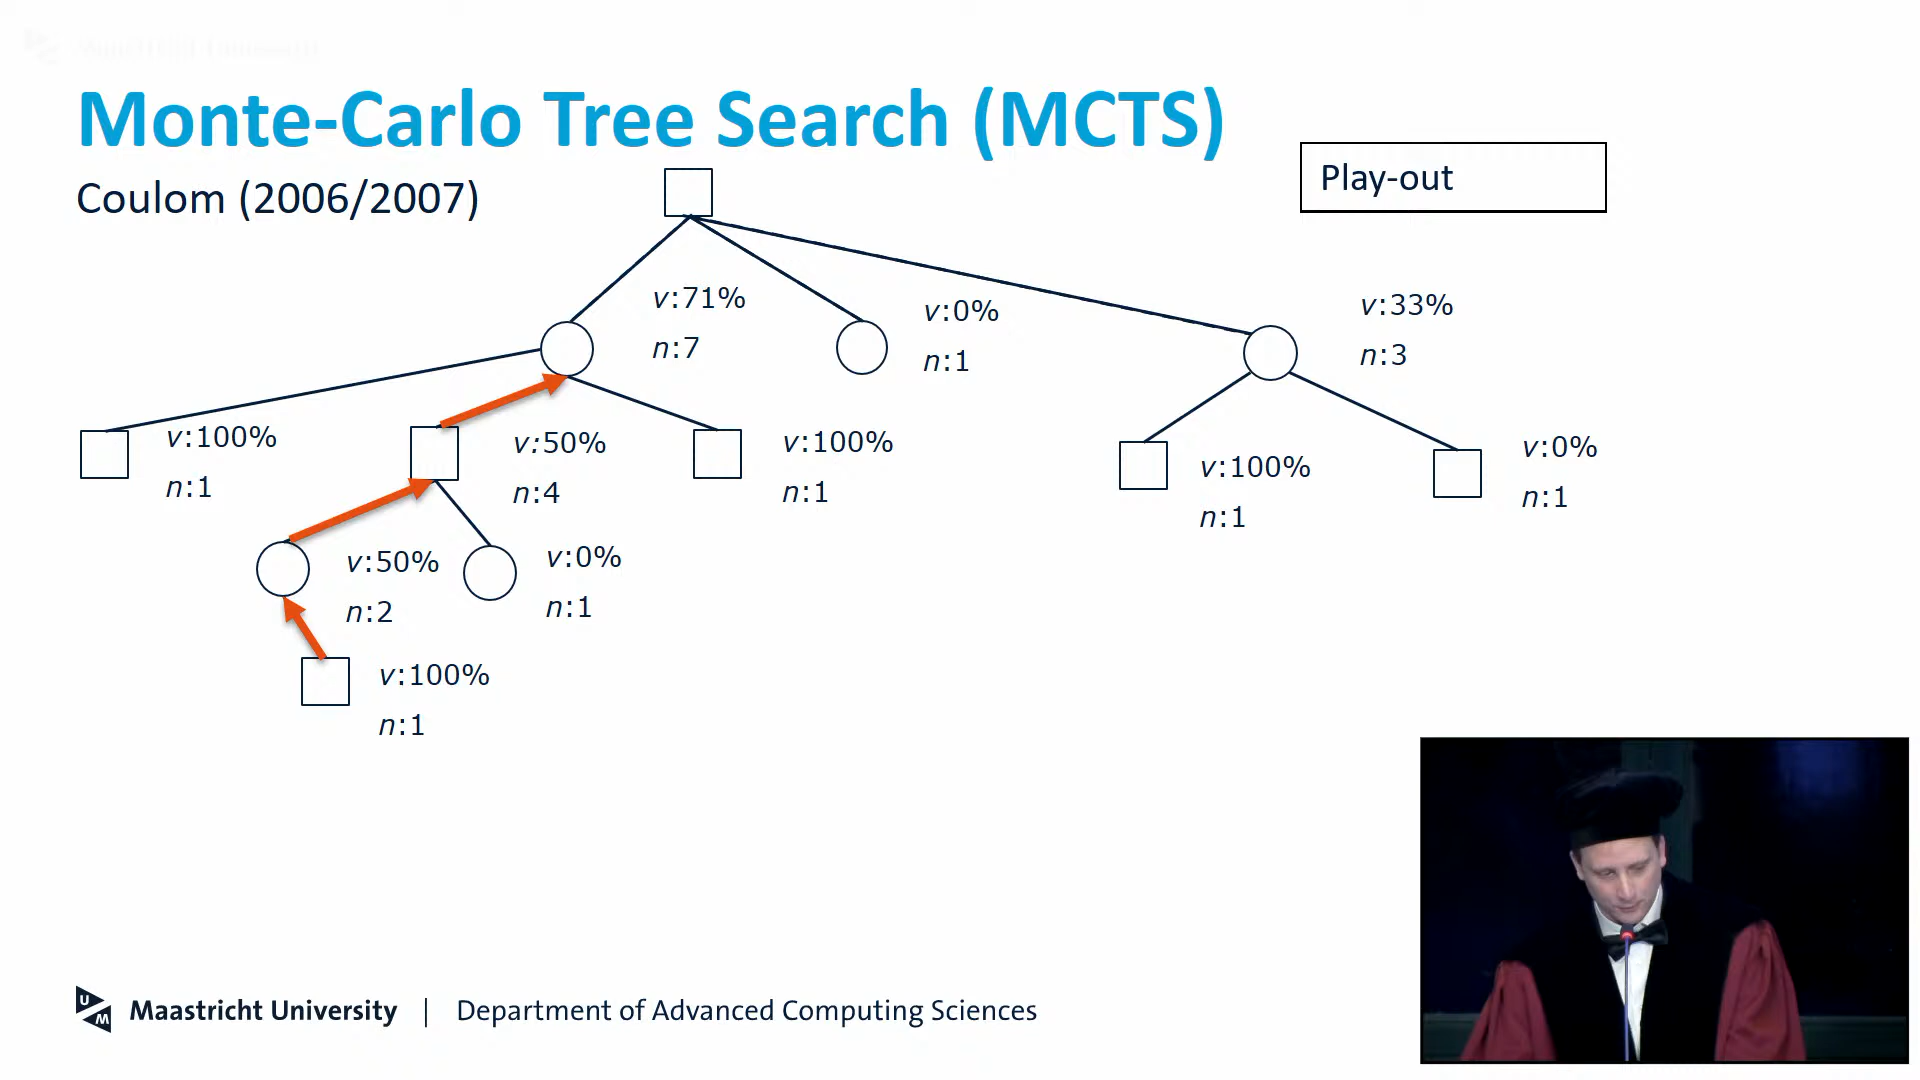 Monte-Carlo Tree Search (MCTS)
Coulom (2006/2007)
Play-out
v:71%
n:7
v:0%
n:1
v:33%
n:3
v:100%
n:1
v:50%
n:4
v:100%
n:1
v:100%
n:1
v:0%
n:1
v:50%
n:2
v:0%
n:1
v:100%
n:1
UM
Maastricht University | Department of Advanced Computing Sciences